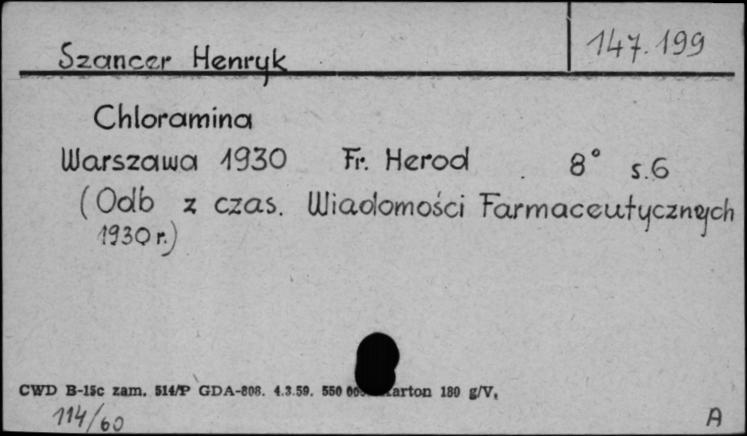 Szancer Henryk 147.199
Chloramina
Warszawa 1930 Fr. Herod 8° s.6
(Odb z czas. Wiadomości Farmaceutycznych
1930 r.)
CWD B-15c zam. 514/P GDA-808. 4.3.59. 550 karton 180 g/V.
114/60 A